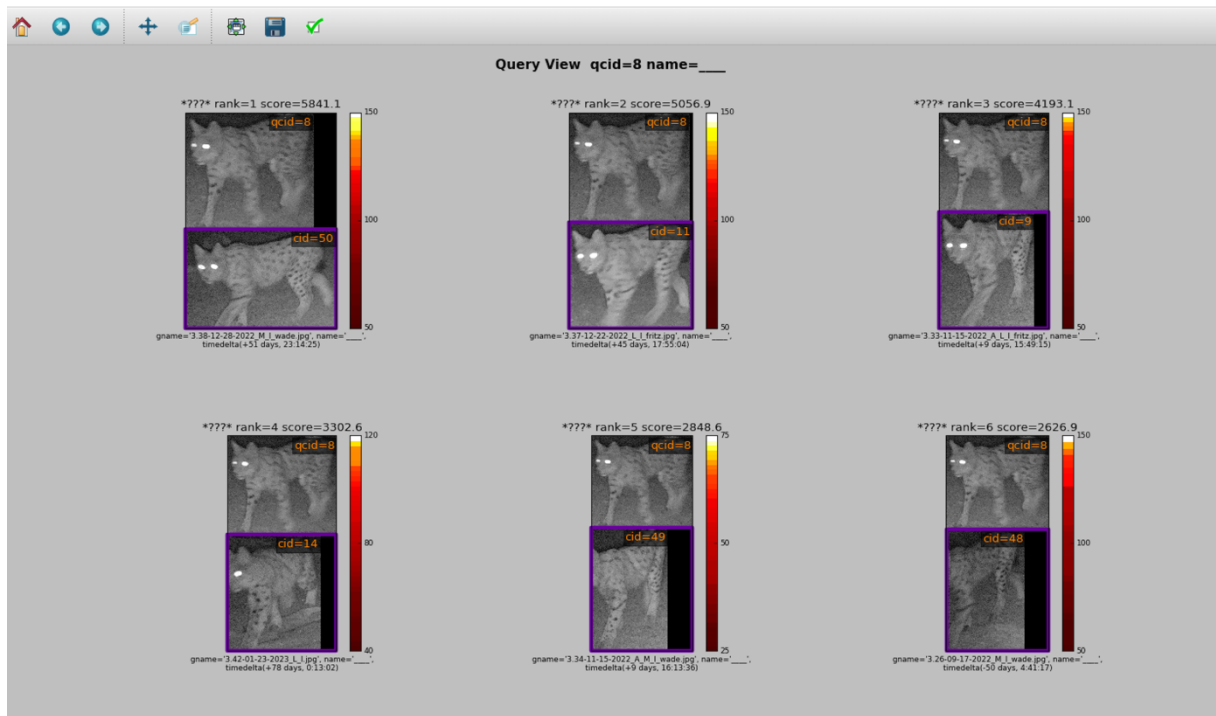 Query View qcid=8 name=____
*???* rank=1 score=5841.1
qcid=8
cid=50
150
100
50
gname='3.38-12-28-2022_M_I_wade.jpg', name='____',
timedelta(+51 days, 23:14:25)
*???* rank=2 score=5056.9
qcid=8
cid=11
150
100
50
gname='3.37-12-22-2022_L_I_fritz.jpg', name='____',
timedelta(+45 days, 17:55:04)
*???* rank=3 score=4193.1
qcid=8
cid=9
150
100
50
gname='3.33-11-15-2022_A_L_I_fritz.jpg', name='____',
timedelta(+9 days, 15:49:15)
*???* rank=4 score=3302.6
qcid=8
cid=14
120
80
40
gname='3.42-01-23-2023_L_I.jpg', name='____',
timedelta(+78 days, 0:13:02)
*???* rank=5 score=2848.6
qcid=8
cid=49
75
50
25
gname='3.34-11-15-2022_A_M_I_wade.jpg', name='____',
timedelta(+9 days, 16:13:36)
*???* rank=6 score=2626.9
qcid=8
cid=48
150
100
50
gname='3.26-09-17-2022_M_I_wade.jpg', name='____',
timedelta(-50 days, 4:41:17)